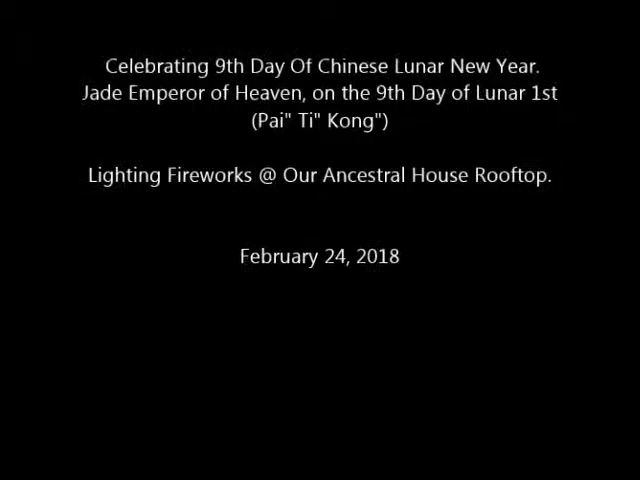 Celebrating 9th Day Of Chinese Lunar New Year.
Jade Emperor of Heaven, on the 9th Day of Lunar 1st
(Pai" Ti" Kong")
Lighting Fireworks @ Our Ancestral House Rooftop.
February 24, 2018